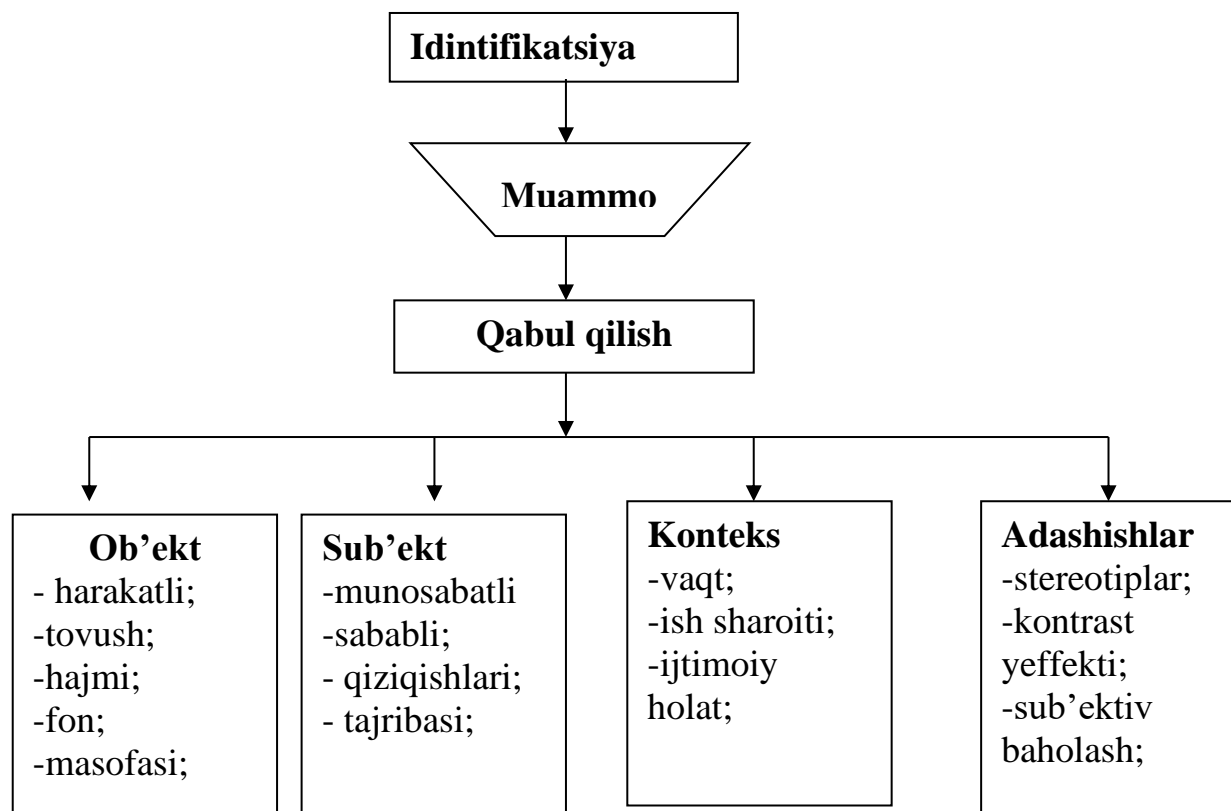 Idintifikatsiya
Muammo
Qabul qilish
Ob’ekt
- harakatli;
-tovush;
-hajmi;
-fon;
-masofasi;
Sub’ekt
-munosabatli
-sababli;
- qiziqishlari;
- tajribasi;
Konteks
-vaqt;
-ish sharoiti;
-ijtimoiy
holat;
Adashishlar
-stereotiplar;
-kontrast
yeffekti;
-sub’ektiv
baholash;